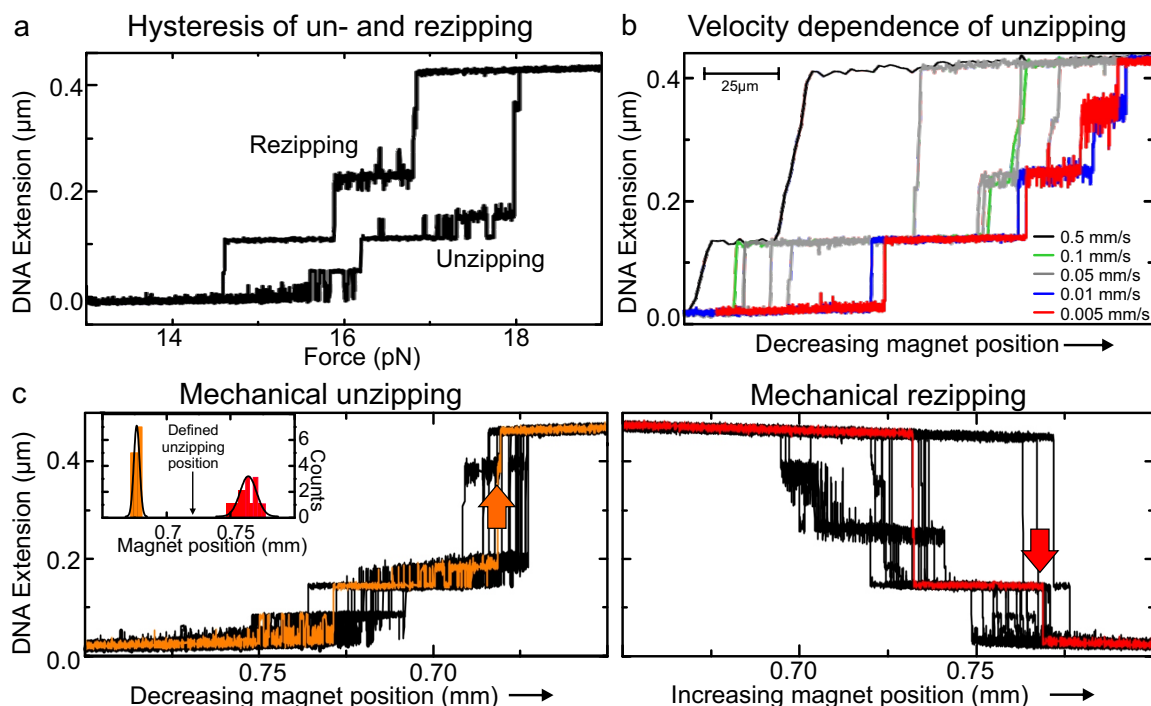 a
Hysteresis of un- and rezipping
DNA Extension (µm)
0.4
0.2
0.0
Rezipping
Unzipping
14
16
18
Force (pN)
b
Velocity dependence of unzipping
DNA Extension (µm)
0.4
0.2
0.0
25µm
0.5 mm/s
0.1 mm/s
0.05 mm/s
0.01 mm/s
0.005 mm/s
Decreasing magnet position
c
Mechanical unzipping
DNA Extension (µm)
0.4
0.2
0.0
Defined
unzipping
position
6
4
2
0
Counts
0.7
0.75
Magnet position (mm)
0.75
0.70
Decreasing magnet position (mm)
Mechanical rezipping
0.70
0.75
Increasing magnet position (mm)